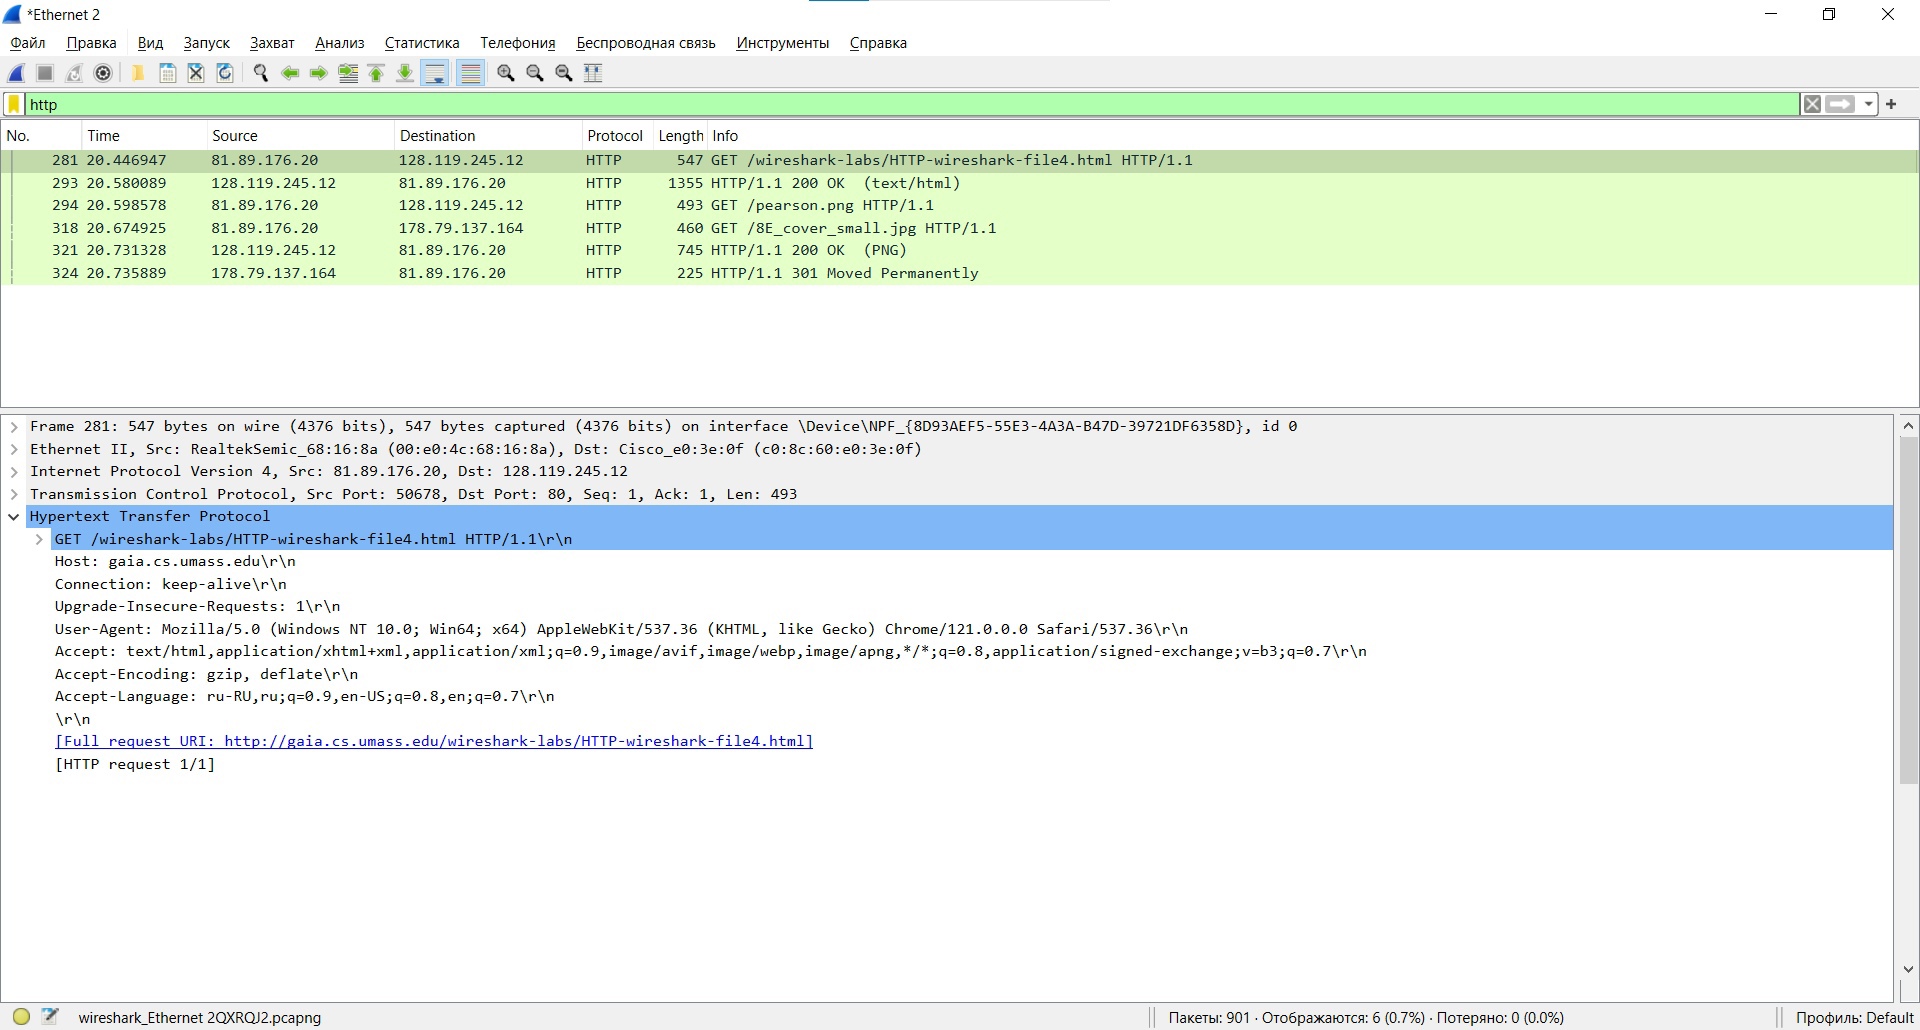 *Ethernet 2
Файл Правка Вид Запуск Захват Анализ Статистика Телефония Беспроводная связь Инструменты Справка
http
No. Time Source Destination Protocol Length Info
281 20.446947 81.89.176.20 128.119.245.12 HTTP 547 GET /wireshark-labs/HTTP-wireshark-file4.html HTTP/1.1
293 20.580089 128.119.245.12 81.89.176.20 HTTP 1355 HTTP/1.1 200 OK (text/html)
294 20.598578 81.89.176.20 128.119.245.12 HTTP 493 GET /pearson.png HTTP/1.1
318 20.674925 81.89.176.20 178.79.137.164 HTTP 460 GET /8E_cover_small.jpg HTTP/1.1
321 20.731328 128.119.245.12 81.89.176.20 HTTP 745 HTTP/1.1 200 OK (PNG)
324 20.735889 178.79.137.164 81.89.176.20 HTTP 225 HTTP/1.1 301 Moved Permanently
Frame 281: 547 bytes on wire (4376 bits), 547 bytes captured (4376 bits) on interface \Device\NPF_{8D93AEF5-55E3-4A3A-B47D-39721DF6358D}, id 0
Ethernet II, Src: RealtekSemic_68:16:8a (00:e0:4c:68:16:8a), Dst: Cisco_e0:3e:0f (c0:8c:60:e0:3e:0f)
Internet Protocol Version 4, Src: 81.89.176.20, Dst: 128.119.245.12
Transmission Control Protocol, Src Port: 50678, Dst Port: 80, Seq: 1, Ack: 1, Len: 493
Hypertext Transfer Protocol
GET /wireshark-labs/HTTP-wireshark-file4.html HTTP/1.1\r\n
Host: gaia.cs.umass.edu\r\n
Connection: keep-alive\r\n
Upgrade-Insecure-Requests: 1\r\n
User-Agent: Mozilla/5.0 (Windows NT 10.0; Win64; x64) AppleWebKit/537.36 (KHTML, like Gecko) Chrome/121.0.0.0 Safari/537.36\r\n
Accept: text/html,application/xhtml+xml,application/xml;q=0.9,image/avif,image/webp,image/apng,*/*;q=0.8,application/signed-exchange;v=b3;q=0.7\r\n
Accept-Encoding: gzip, deflate\r\n
Accept-Language: ru-RU,ru;q=0.9,en-US;q=0.8,en;q=0.7\r\n
\r\n
[Full request URI: http://gaia.cs.umass.edu/wireshark-labs/HTTP-wireshark-file4.html]
[HTTP request 1/1]
wireshark_Ethernet 2QXRQJ2.pcapng
Пакеты: 901 · Отображаются: 6 (0.7%) · Потеряно: 0 (0.0%)
Профиль: Default